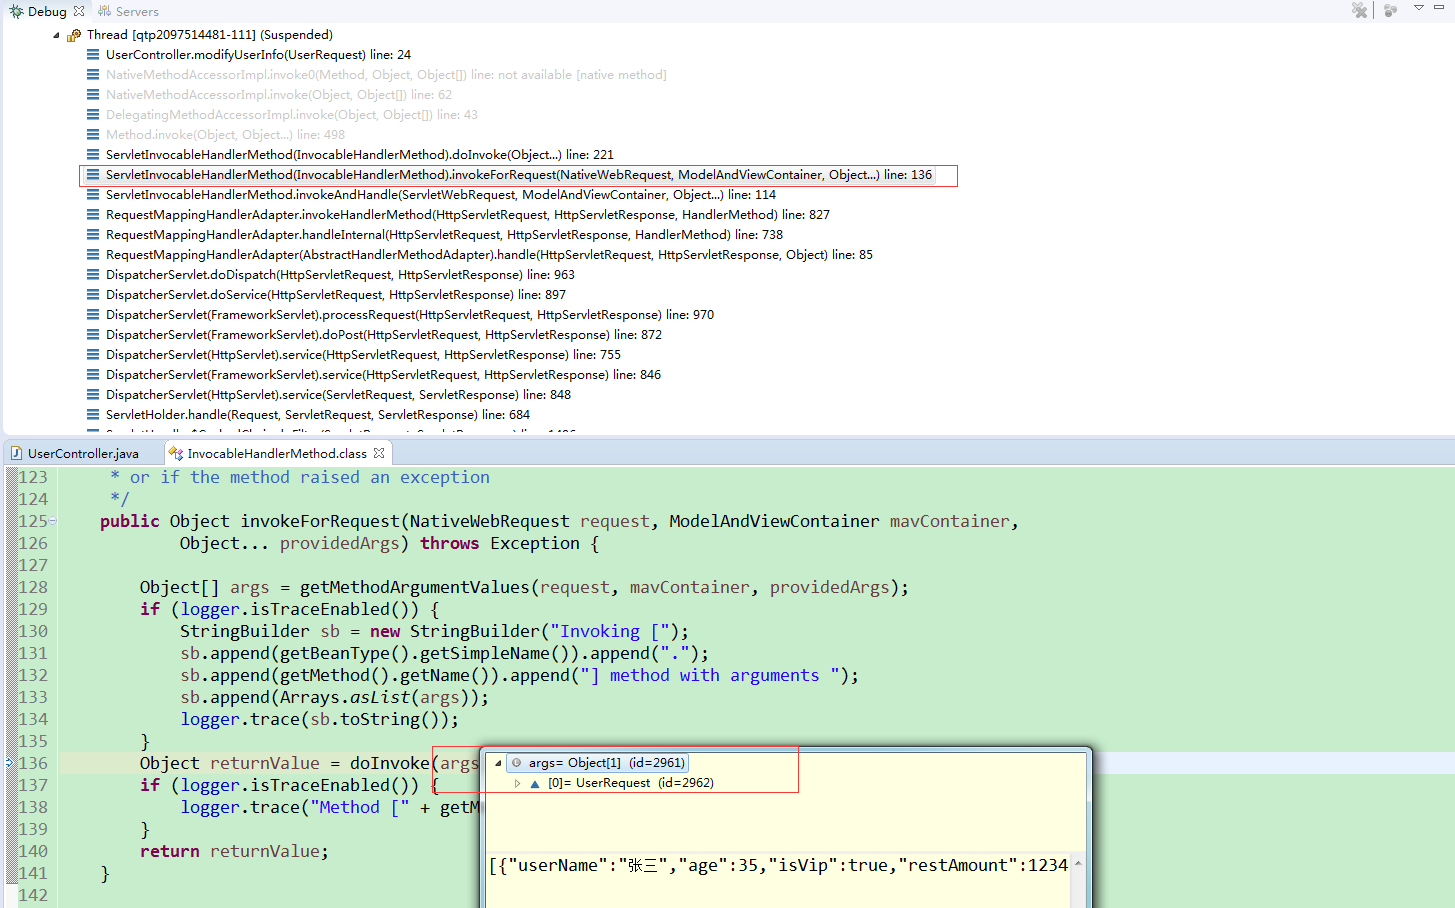 Debug Servers
Thread [qtp2097514481-111] (Suspended)
UserController.modifyUserInfo(UserRequest) line: 24
NativeMethodAccessorImpl.invoke0(Method, Object, Object[]) line: not available [native method]
NativeMethodAccessorImpl.invoke(Object, Object[]) line: 62
DelegatingMethodAccessorImpl.invoke(Object, Object[]) line: 43
Method.invoke(Object, Object...) line: 498
ServletInvocableHandlerMethod(InvocableHandlerMethod).doInvoke(Object...) line: 221
ServletInvocableHandlerMethod(InvocableHandlerMethod).invokeForRequest(NativeWebRequest, ModelAndViewContainer, Object...) line: 136
ServletInvocableHandlerMethod.invokeAndHandle(ServletWebRequest, ModelAndViewContainer, Object...) line: 114
RequestMappingHandlerAdapter.invokeHandlerMethod(HttpServletRequest, HttpServletResponse, HandlerMethod) line: 827
RequestMappingHandlerAdapter.handleInternal(HttpServletRequest, HttpServletResponse, HandlerMethod) line: 738
RequestMappingHandlerAdapter(AbstractHandlerMethodAdapter).handle(HttpServletRequest, HttpServletResponse, Object) line: 85
DispatcherServlet.doDispatch(HttpServletRequest, HttpServletResponse) line: 963
DispatcherServlet.doService(HttpServletRequest, HttpServletResponse) line: 897
DispatcherServlet(FrameworkServlet).processRequest(HttpServletRequest, HttpServletResponse) line: 970
DispatcherServlet(FrameworkServlet).doPost(HttpServletRequest, HttpServletResponse) line: 872
DispatcherServlet(HttpServlet).service(HttpServletRequest, HttpServletResponse) line: 755
DispatcherServlet(FrameworkServlet).service(HttpServletRequest, HttpServletResponse) line: 846
DispatcherServlet(HttpServlet).service(ServletRequest, ServletResponse) line: 848
ServletHolder.handle(Request, ServletRequest, ServletResponse) line: 684
UserController.java InvocableHandlerMethod.class
123 * or if the method raised an exception
124 */
125 public Object invokeForRequest(NativeWebRequest request, ModelAndViewContainer mavContainer,
126 Object... providedArgs) throws Exception {
127
128 Object[] args = getMethodArgumentValues(request, mavContainer, providedArgs);
129 if (logger.isTraceEnabled()) {
130 StringBuilder sb = new StringBuilder("Invoking [");
131 sb.append(getBeanType().getSimpleName()).append(".");
132 sb.append(getMethod().getName()).append("] method with arguments ");
133 sb.append(Arrays.asList(args));
134 logger.trace(sb.toString());
135 }
136 Object returnValue = doInvoke(args
137 if (logger.isTraceEnabled()) {
138 logger.trace("Method [" + getM
139 }
140 return returnValue;
141 }
142
args= Object[1] (id=2961)
[0]= UserRequest (id=2962)
[{"userName":"张三","age":35,"isVip":true,"restAmount":1234